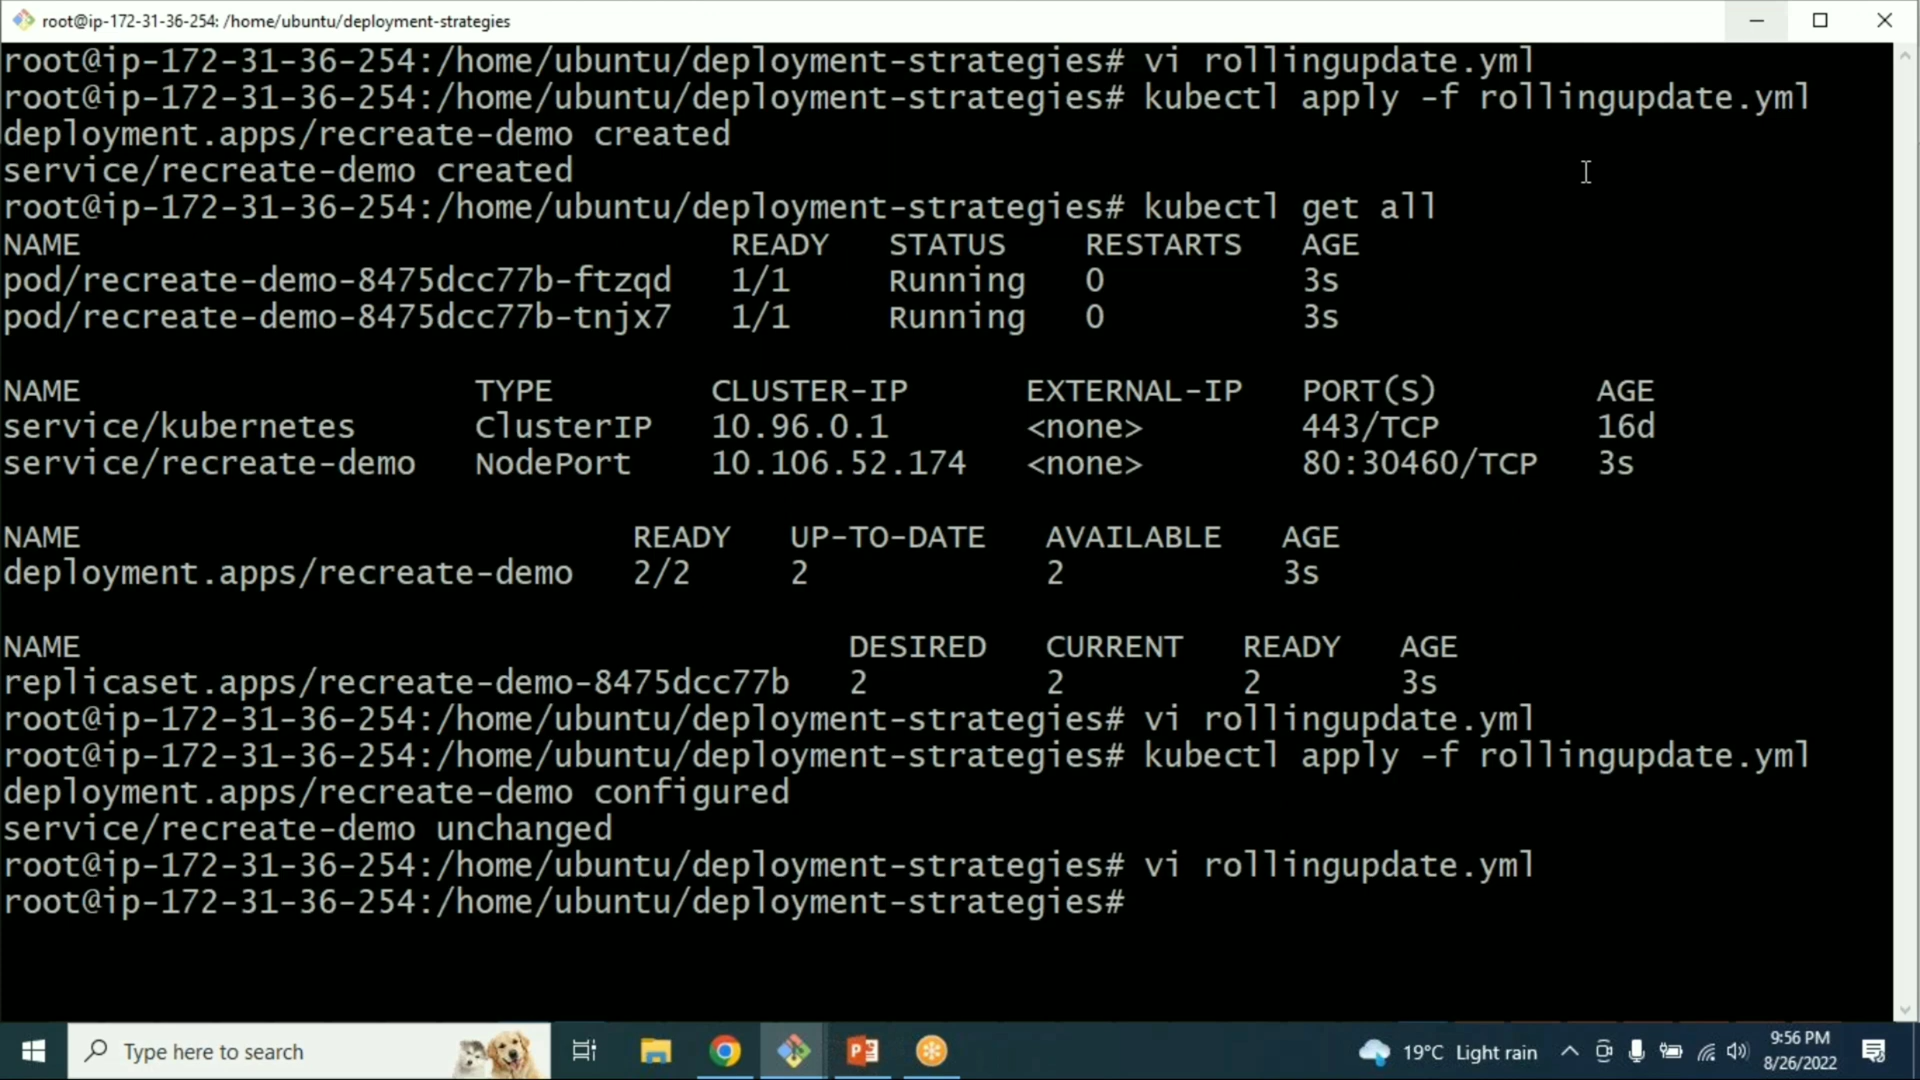 root@ip-172-31-36-254: /home/ubuntu/deployment-strategies
root@ip-172-31-36-254:/home/ubuntu/deployment-strategies# vi rollingupdate.yml
root@ip-172-31-36-254:/home/ubuntu/deployment-strategies# kubectl apply -f rollingupdate.yml
deployment.apps/recreate-demo created
service/recreate-demo created
root@ip-172-31-36-254:/home/ubuntu/deployment-strategies# kubectl get all
NAME READY STATUS RESTARTS AGE
pod/recreate-demo-8475dcc77b-ftzqd 1/1 Running 0 3s
pod/recreate-demo-8475dcc77b-tnjx7 1/1 Running 0 3s
NAME TYPE CLUSTER-IP EXTERNAL-IP PORT(S) AGE
service/kubernetes ClusterIP 10.96.0.1 <none> 443/TCP 16d
service/recreate-demo NodePort 10.106.52.174 <none> 80:30460/TCP 3s
NAME READY UP-TO-DATE AVAILABLE AGE
deployment.apps/recreate-demo 2/2 2 2 3s
NAME DESIRED CURRENT READY AGE
replicaset.apps/recreate-demo-8475dcc77b 2 2 2 3s
root@ip-172-31-36-254:/home/ubuntu/deployment-strategies# vi rollingupdate.yml
root@ip-172-31-36-254:/home/ubuntu/deployment-strategies# kubectl apply -f rollingupdate.yml
deployment.apps/recreate-demo configured
service/recreate-demo unchanged
root@ip-172-31-36-254:/home/ubuntu/deployment-strategies# vi rollingupdate.yml
root@ip-172-31-36-254:/home/ubuntu/deployment-strategies#
Type here to search
19°C Light rain
9:56 PM
8/26/2022